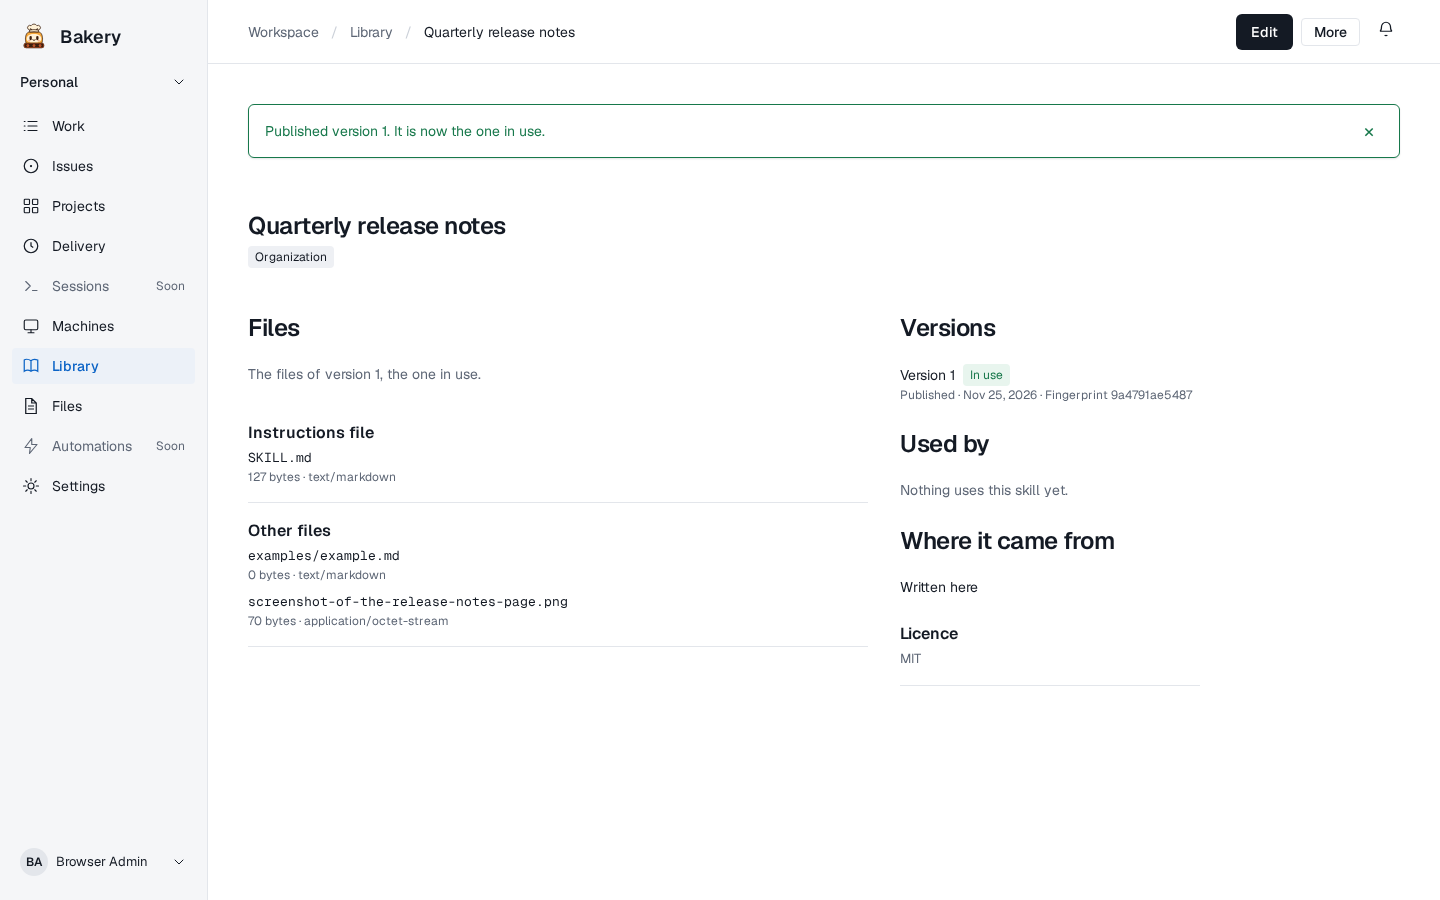 Bakery
Personal
Work
Issues
Projects
Delivery
Sessions Soon
Machines
Library
Files
Automations Soon
Settings
BA Browser Admin
Workspace / Library / Quarterly release notes
Edit More
Published version 1. It is now the one in use.
Quarterly release notes
Organization
Files
The files of version 1, the one in use.
Instructions file
SKILL.md
127 bytes · text/markdown
Other files
examples/example.md
0 bytes · text/markdown
screenshot-of-the-release-notes-page.png
70 bytes · application/octet-stream
Versions
Version 1 In use
Published · Nov 25, 2026 · Fingerprint 9a4791ae5487
Used by
Nothing uses this skill yet.
Where it came from
Written here
Licence
MIT